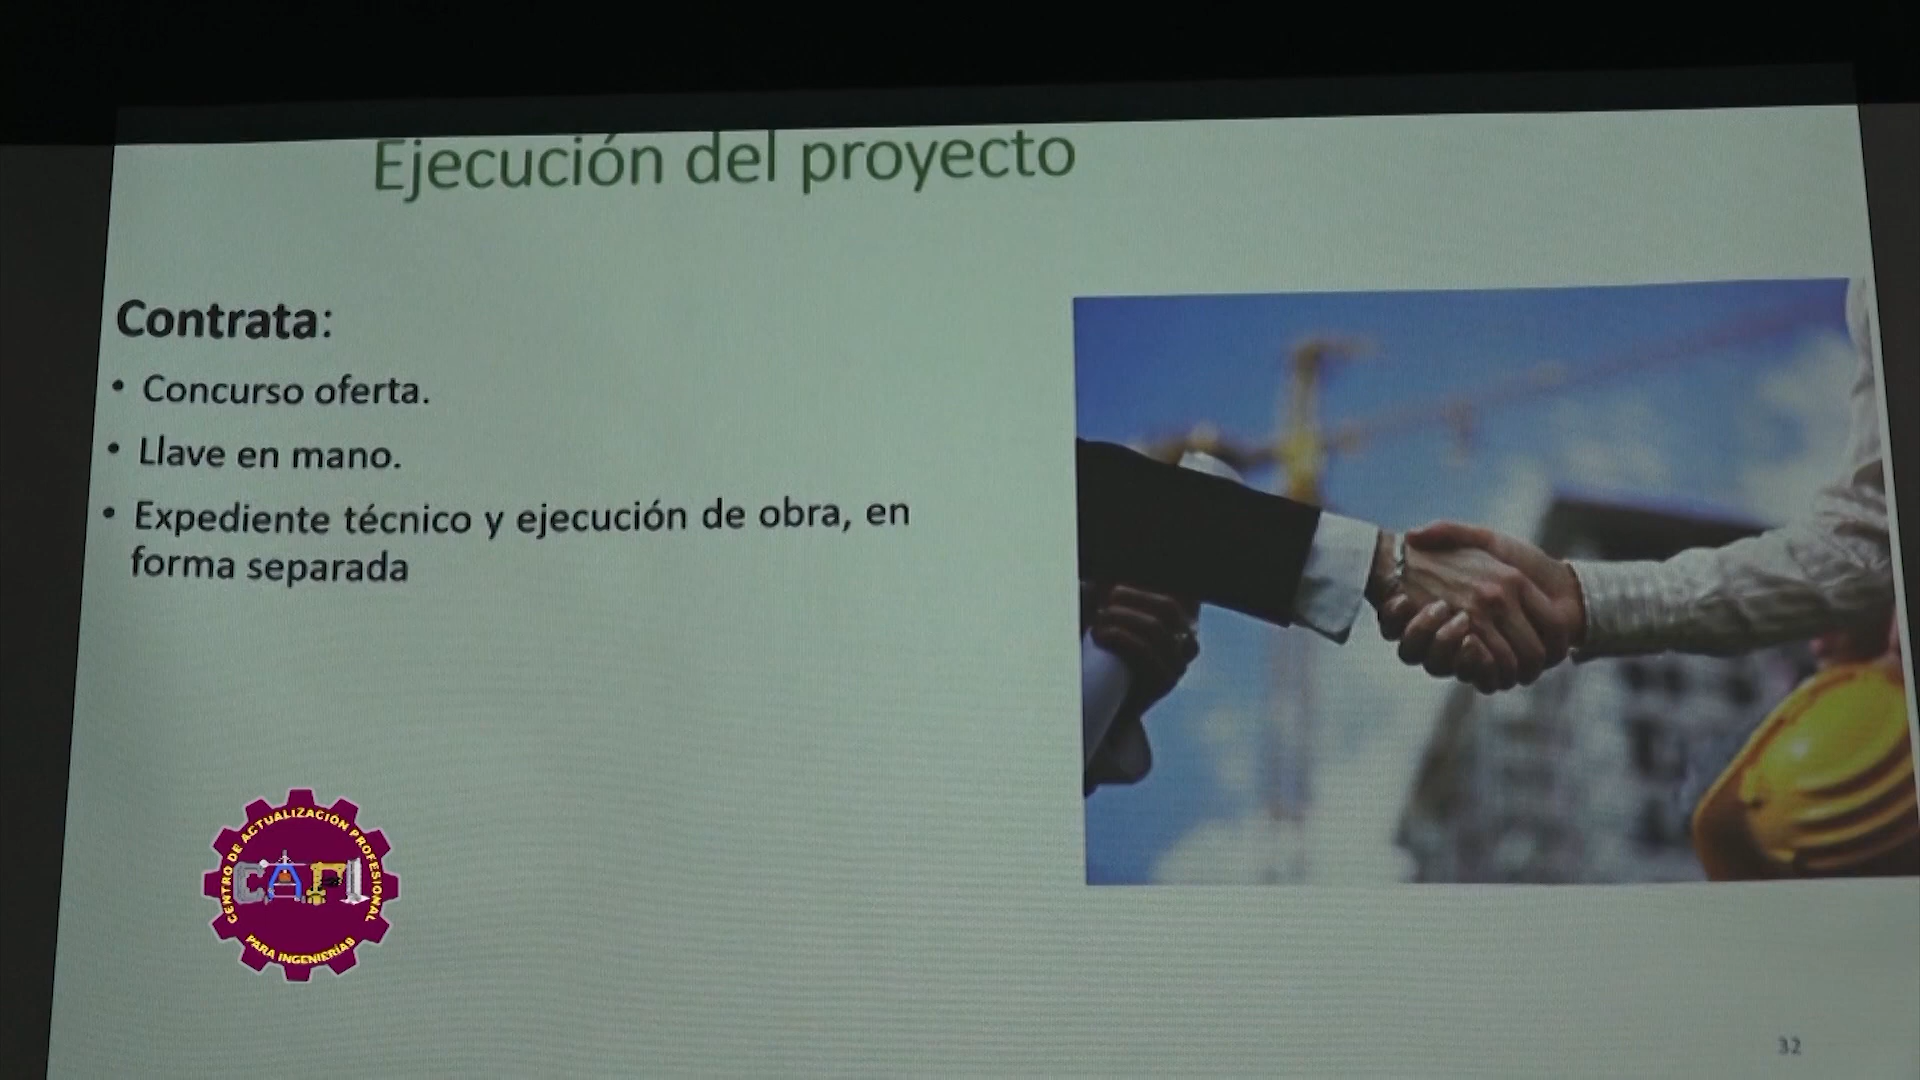 Ejecución del proyecto
Contrata:
• Concurso oferta.
• Llave en mano.
• Expediente técnico y ejecución de obra, en
forma separada
CENTRO DE ACTUALIZACIÓN PROFESIONAL
CAPI
PARA INGENIERÍAS
32